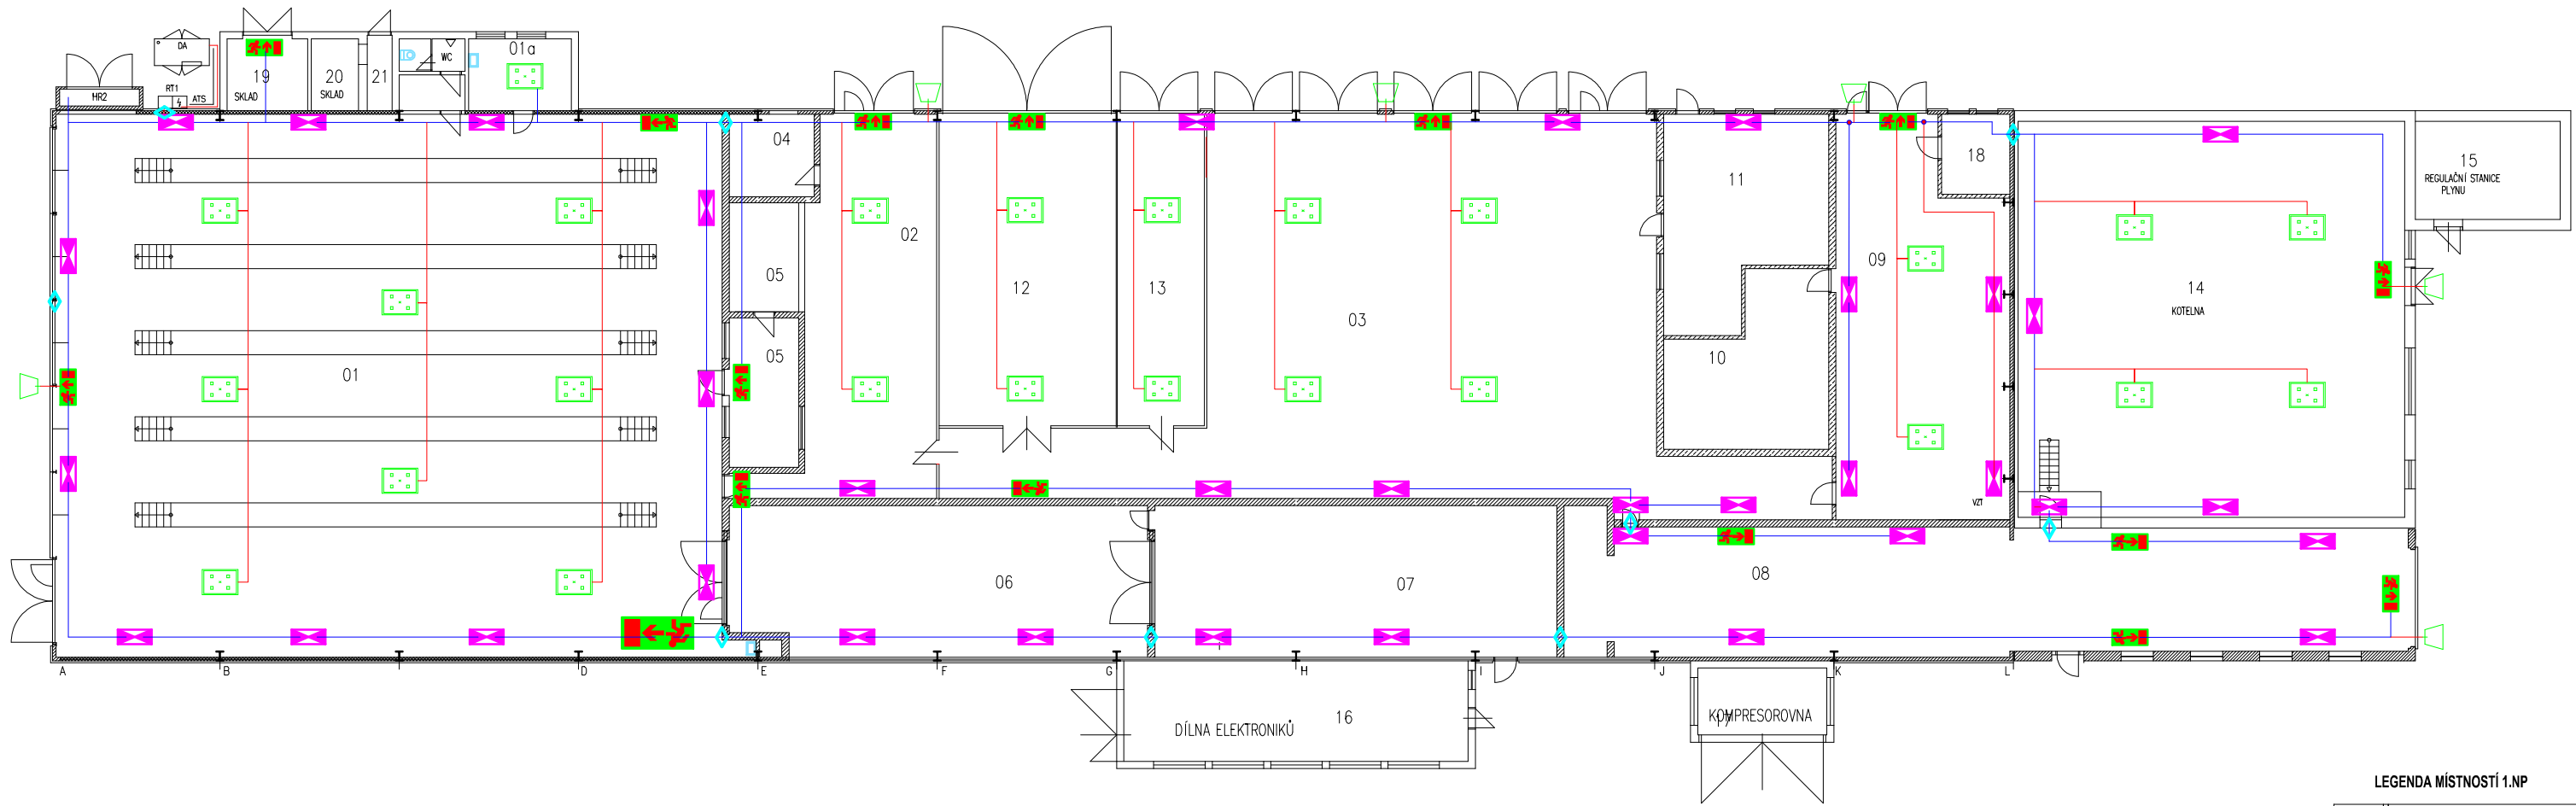 DA
WC
01a
19
20
21
RT1
ATS
HR2
SKLAD
SKLAD
04
18
15
REGULAČNÍ STANICE
PLYNU
11
02
05
09
12
13
14
KOTELNA
03
05
10
01
VZT
06
07
08
A
B
D
E
F
G
H
I
J
K
L
DÍLNA ELEKTRONIKŮ
16
KOMPRESOROVNA
17
LEGENDA MÍSTNOSTÍ 1.NP